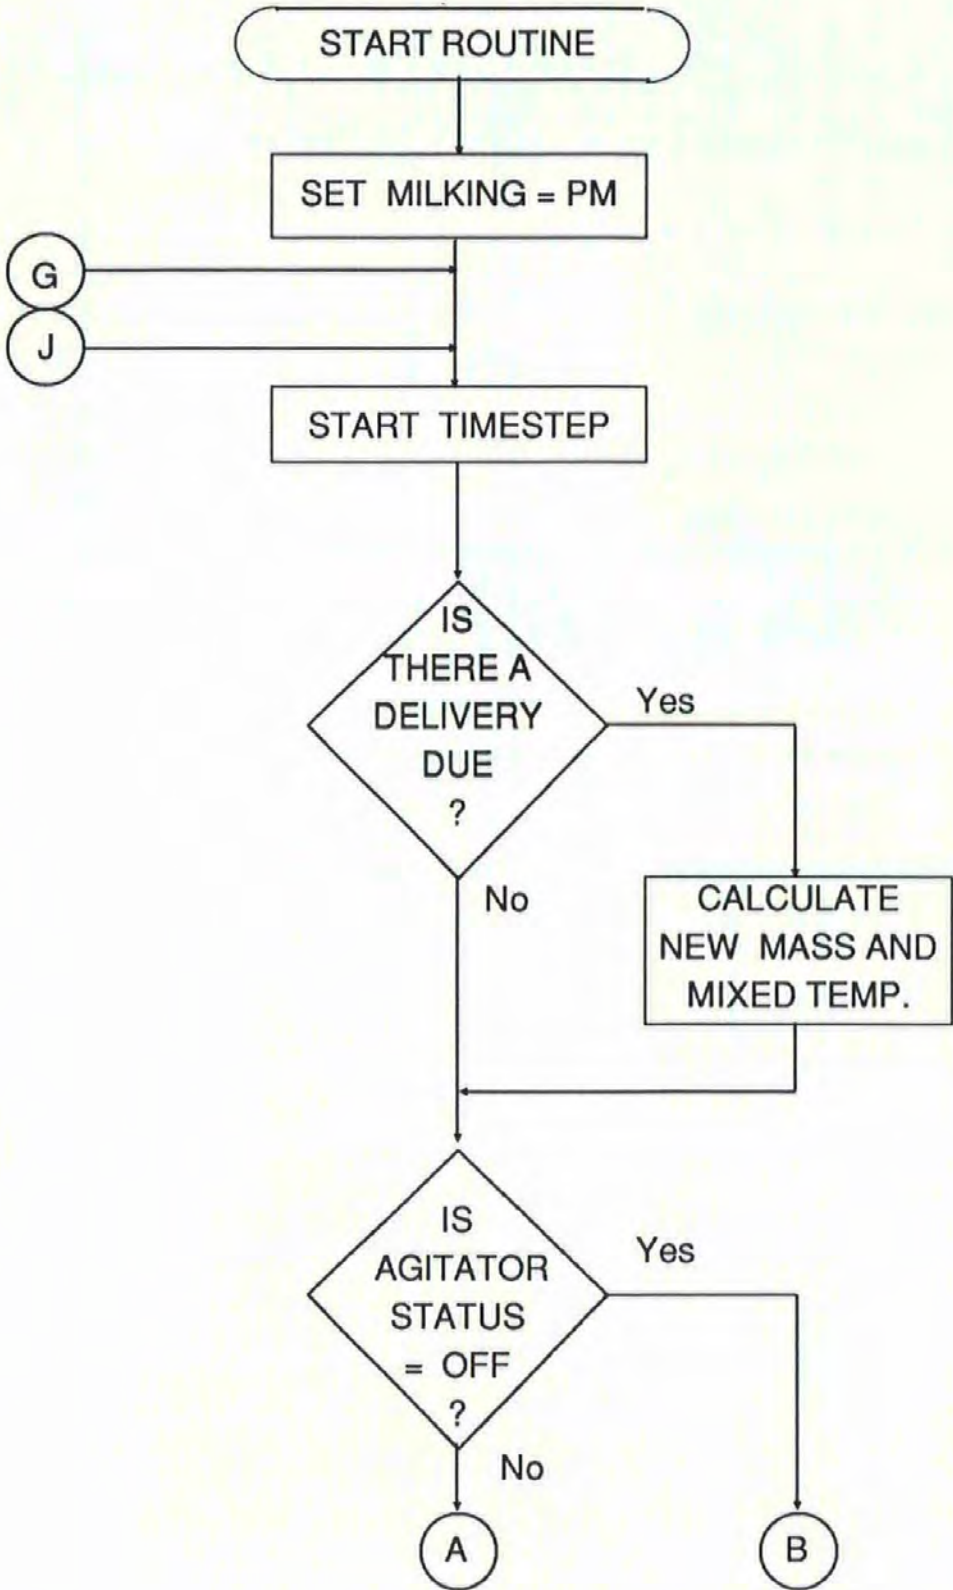 START ROUTINE
SET MILKING = PM
G
J
START TIMESTEP
IS
THERE A
DELIVERY
DUE
?
Yes
No
CALCULATE
NEW MASS AND
MIXED TEMP.
IS
AGITATOR
STATUS
= OFF
?
Yes
No
A
B